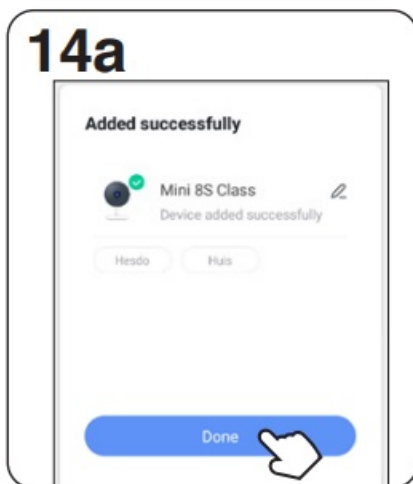 14a
Added successfully
Mini 8S Class
Device added successfully
Hesdo Huis
Done